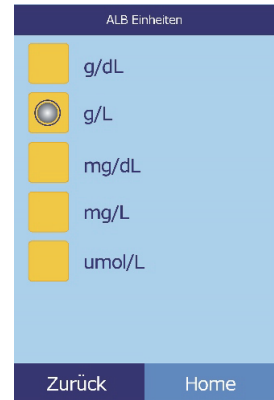 ALB Einheiten
g/dL
g/L
mg/dL
mg/L
umol/L
Zurück Home